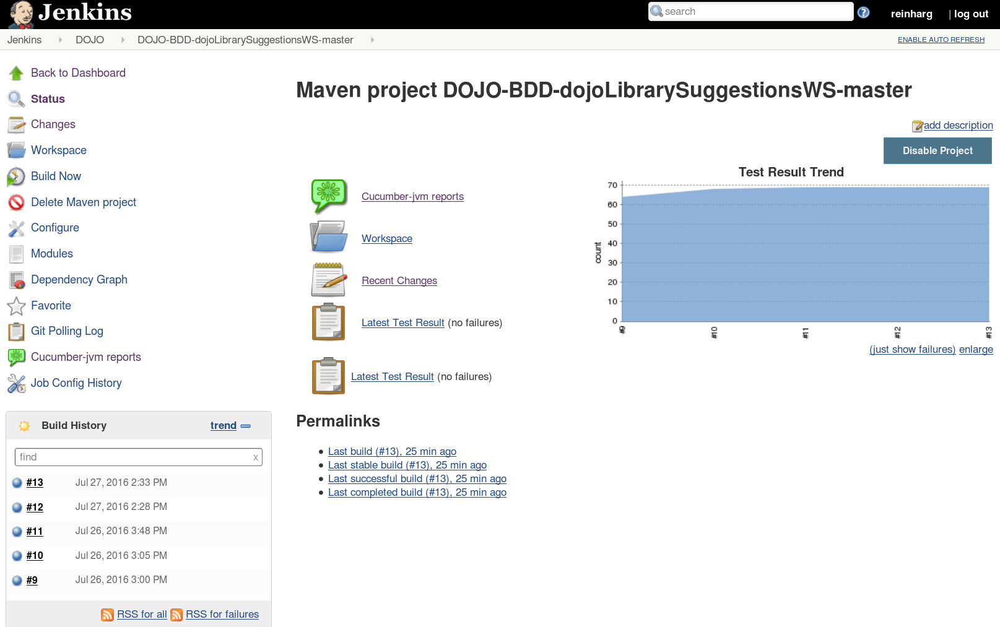 Jenkins
search
reinharg | log out
Jenkins DOJO DOJO-BDD-dojoLibrarySuggestionsWS-master
ENABLE AUTO REFRESH
Back to Dashboard
Status
Changes
Workspace
Build Now
Delete Maven project
Configure
Modules
Dependency Graph
Favorite
Git Polling Log
Cucumber-jvm reports
Job Config History
Build History trend
find x
#13 Jul 27, 2016 2:33 PM
#12 Jul 27, 2016 2:28 PM
#11 Jul 26, 2016 3:48 PM
#10 Jul 26, 2016 3:05 PM
#9 Jul 26, 2016 3:00 PM
RSS for all RSS for failures
Maven project DOJO-BDD-dojoLibrarySuggestionsWS-master
add description
Disable Project
Cucumber-jvm reports
Workspace
Recent Changes
Latest Test Result (no failures)
Latest Test Result (no failures)
Test Result Trend
count
70
60
50
40
30
20
10
0
#9 #10 #11 #12 #13
(just show failures) enlarge
Permalinks
Last build (#13), 25 min ago
Last stable build (#13), 25 min ago
Last successful build (#13), 25 min ago
Last completed build (#13), 25 min ago